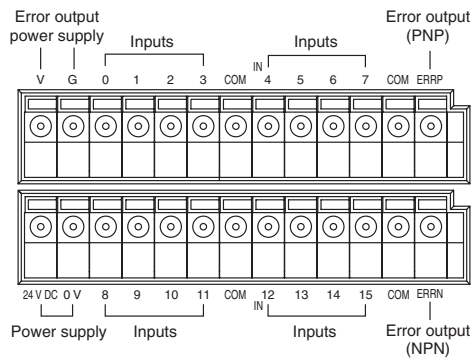 Error output
power supply
Inputs
Inputs
Error output
(PNP)
V G 0 1 2 3 COM IN 4 5 6 7 COM ERRP
24 V DC 0 V 8 9 10 11 COM IN 12 13 14 15 COM ERRN
Power supply
Inputs
Inputs
Error output
(NPN)